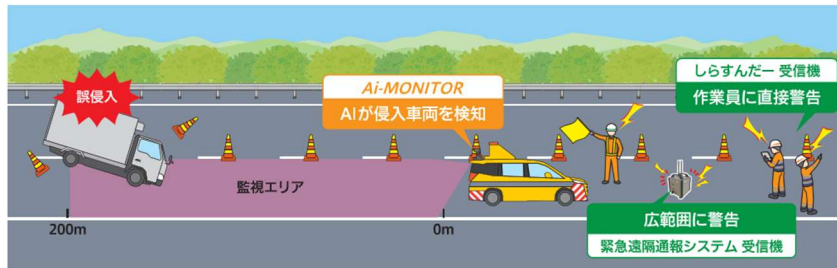 誤侵入
Ai-MONITOR
AIが侵入車両を検知
しらすんだー 受信機
作業員に直接警告
監視エリア
200m
0m
広範囲に警告
緊急遠隔通報システム 受信機